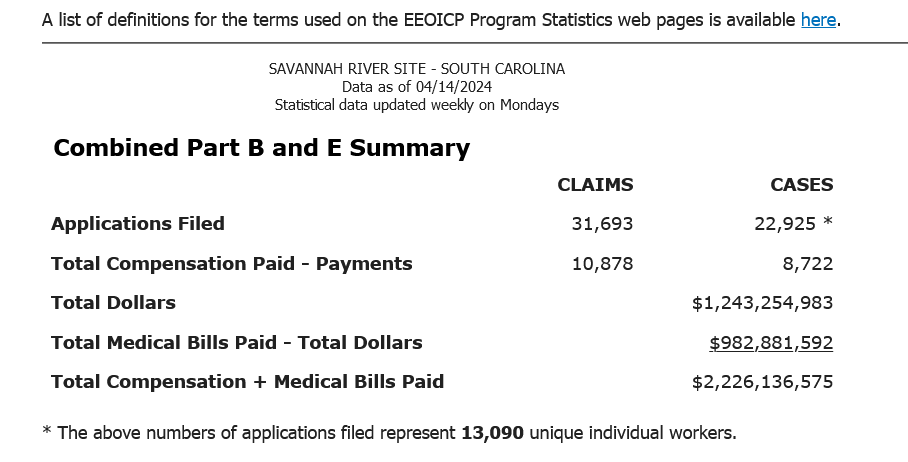 A list of definitions for the terms used on the EEOICP Program Statistics web pages is available here.
SAVANNAH RIVER SITE - SOUTH CAROLINA
Data as of 04/14/2024
Statistical data updated weekly on Mondays
Combined Part B and E Summary
CLAIMS CASES
Applications Filed 31,693 22,925 *
Total Compensation Paid - Payments 10,878 8,722
Total Dollars $1,243,254,983
Total Medical Bills Paid - Total Dollars $982,881,592
Total Compensation + Medical Bills Paid $2,226,136,575
* The above numbers of applications filed represent 13,090 unique individual workers.